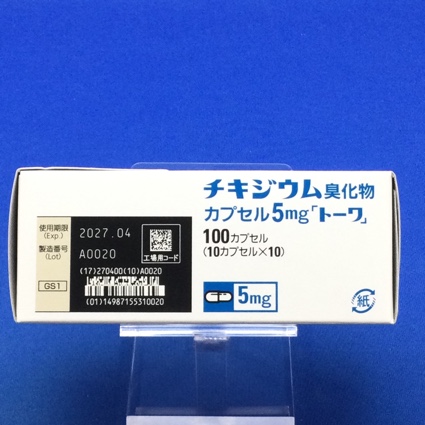 チキジウム臭化物
カプセル5mg「トーワ」
100カプセル
(10カプセル×10)
5mg
紙
使用期限
(Exp.)
2027.04
製造番号
(Lot)
A0020
工場用コード
(17)270400(10)A0020
GS1
(01)14987155310020